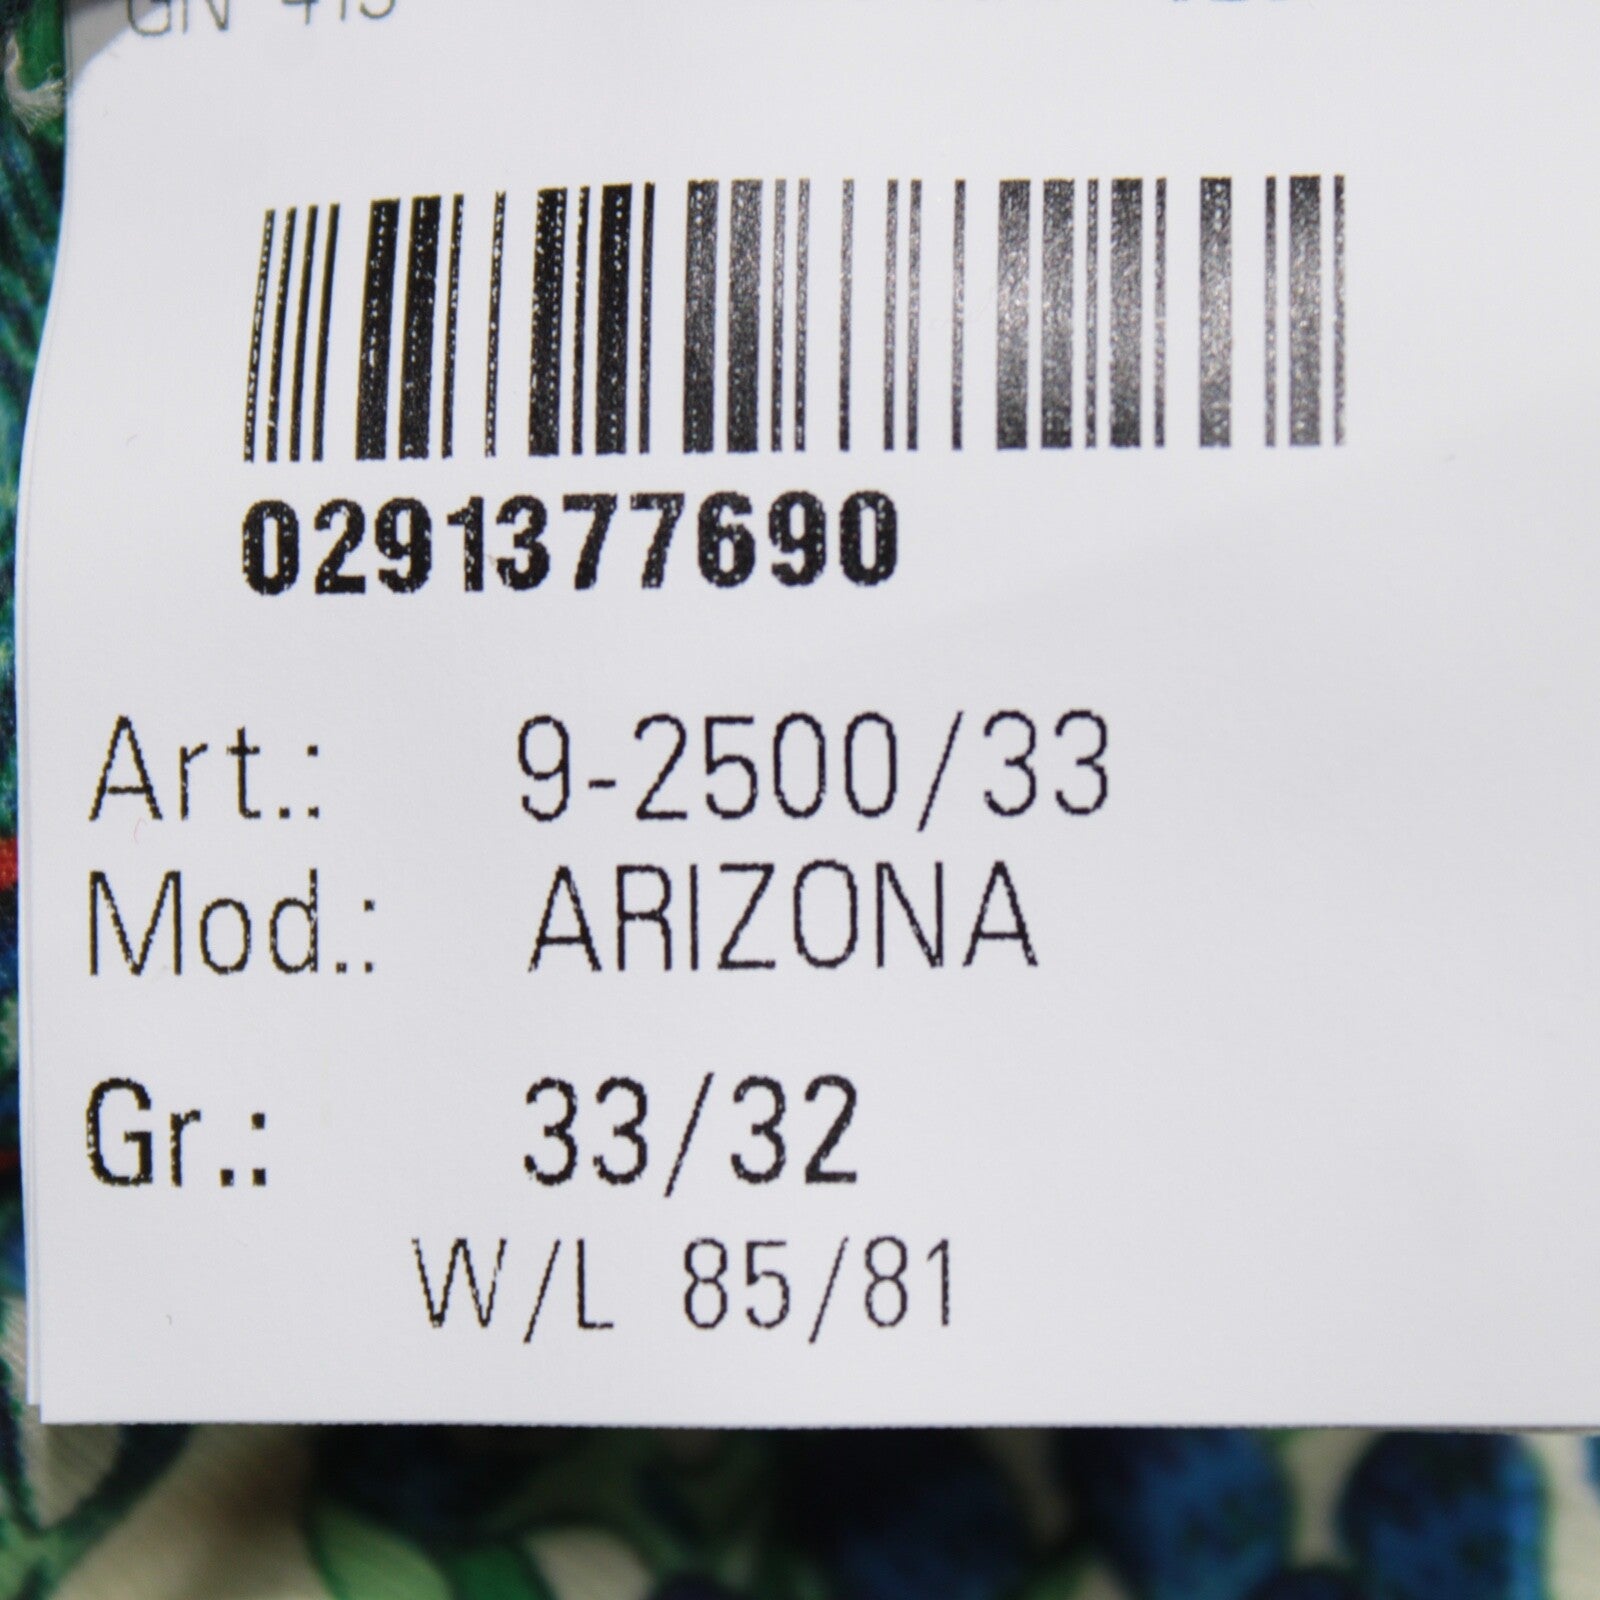 0291377690
Art.: 9-2500/33
Mod.: ARIZONA
Gr.: 33/32
W/L 85/81